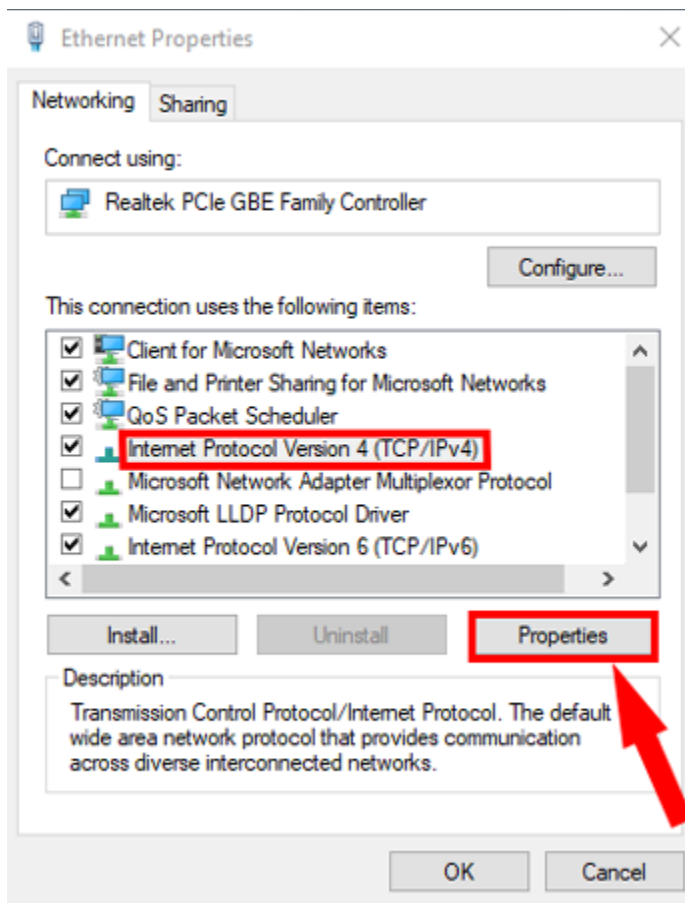 Ethernet Properties
Networking
Sharing
Connect using:
Realtek PCIe GBE Family Controller
Configure...
This connection uses the following items:
Client for Microsoft Networks
File and Printer Sharing for Microsoft Networks
QoS Packet Scheduler
Internet Protocol Version 4 (TCP/IPv4)
Microsoft Network Adapter Multiplexor Protocol
Microsoft LLDP Protocol Driver
Internet Protocol Version 6 (TCP/IPv6)
Install...
Uninstall
Properties
Description
Transmission Control Protocol/Internet Protocol. The default
wide area network protocol that provides communication
across diverse interconnected networks.
OK
Cancel